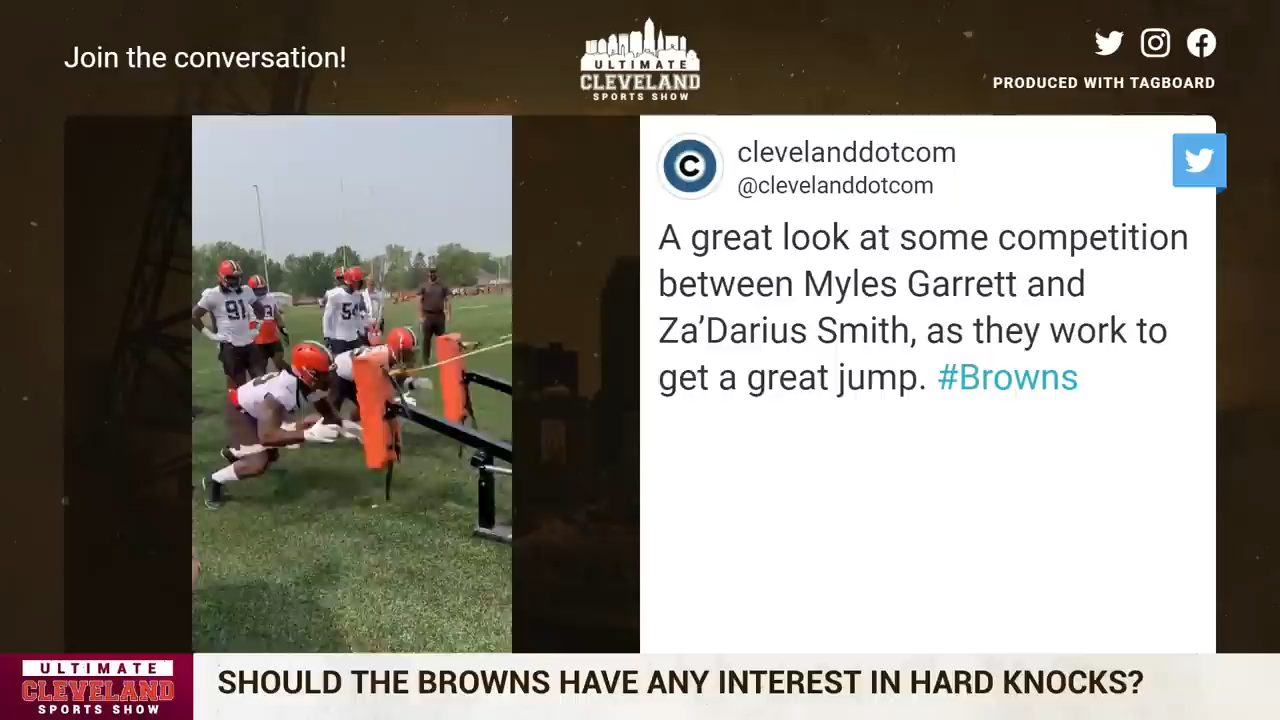 Join the conversation!
ULTIMATE
CLEVELAND
SPORTS SHOW
PRODUCED WITH TAGBOARD
91
54
C
clevelanddotcom
@clevelanddotcom
A great look at some competition
between Myles Garrett and
Za’Darius Smith, as they work to
get a great jump. #Browns
ULTIMATE
CLEVELAND
SPORTS SHOW
SHOULD THE BROWNS HAVE ANY INTEREST IN HARD KNOCKS?